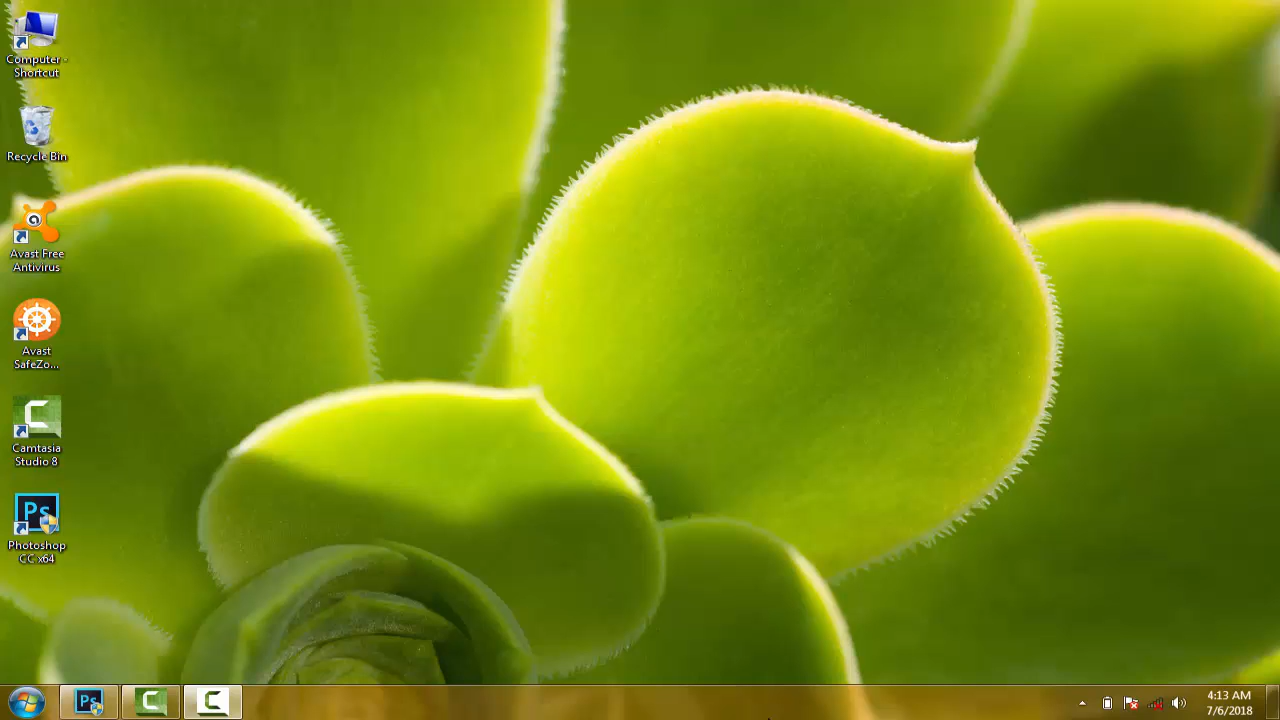 Computer -
Shortcut
Recycle Bin
Avast Free
Antivirus
Avast
SafeZo...
Camtasia
Studio 8
Ps
Photoshop
CC x64
Ps
4:13 AM
7/6/2018